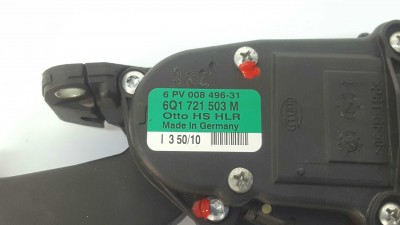 6 PV 008 496-31
6Q1 721 503 M
Otto HS HLR
Made In Germany
I 3 50/10